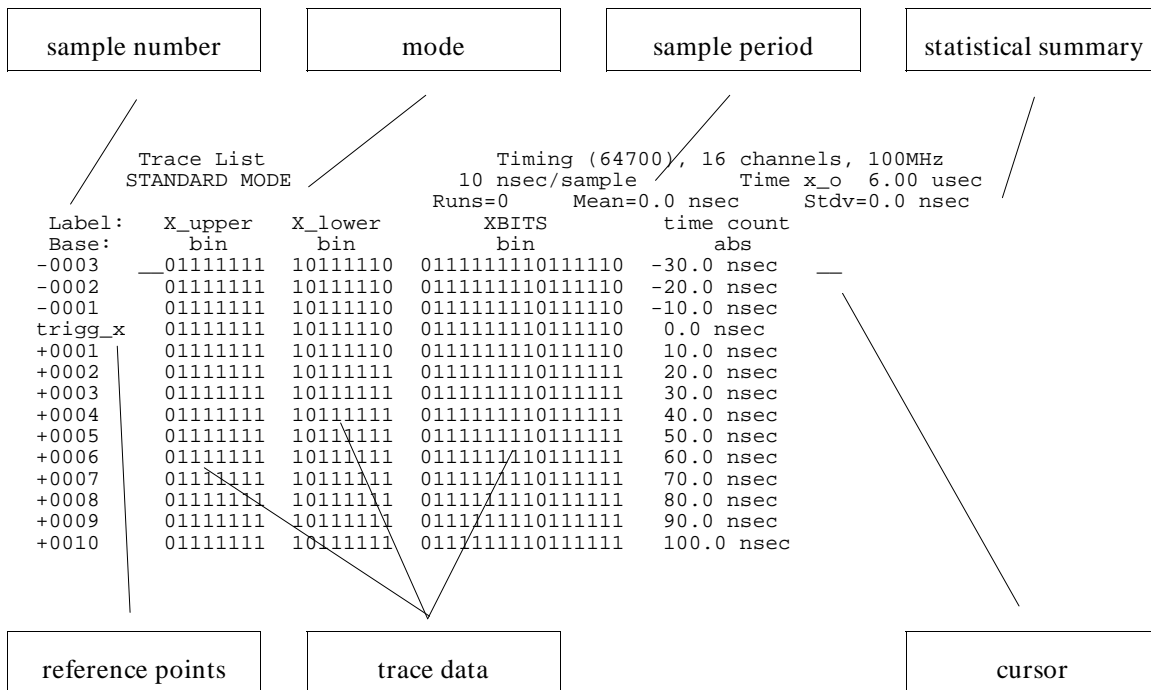 sample number    mode    sample period    statistical summary
Trace List    Timing (64700), 16 channels, 100MHz
STANDARD MODE    10 nsec/sample    Time x_o 6.00 usec
Runs=0    Mean=0.0 nsec    Stdv=0.0 nsec
Label:    X_upper    X_lower    XBITS    time count
Base:    bin    bin    bin    abs
-0003    __01111111    10111110    0111111110111110    -30.0 nsec    __
-0002    01111111    10111110    0111111110111110    -20.0 nsec
-0001    01111111    10111110    0111111110111110    -10.0 nsec
trigg_x    01111111    10111110    0111111110111110    0.0 nsec
+0001    01111111    10111110    0111111110111110    10.0 nsec
+0002    01111111    10111111    0111111110111111    20.0 nsec
+0003    01111111    10111111    0111111110111111    30.0 nsec
+0004    01111111    10111111    0111111110111111    40.0 nsec
+0005    01111111    10111111    0111111110111111    50.0 nsec
+0006    01111111    10111111    0111111110111111    60.0 nsec
+0007    01111111    10111111    0111111110111111    70.0 nsec
+0008    01111111    10111111    0111111110111111    80.0 nsec
+0009    01111111    10111111    0111111110111111    90.0 nsec
+0010    01111111    10111111    0111111110111111    100.0 nsec
reference points    trace data    cursor